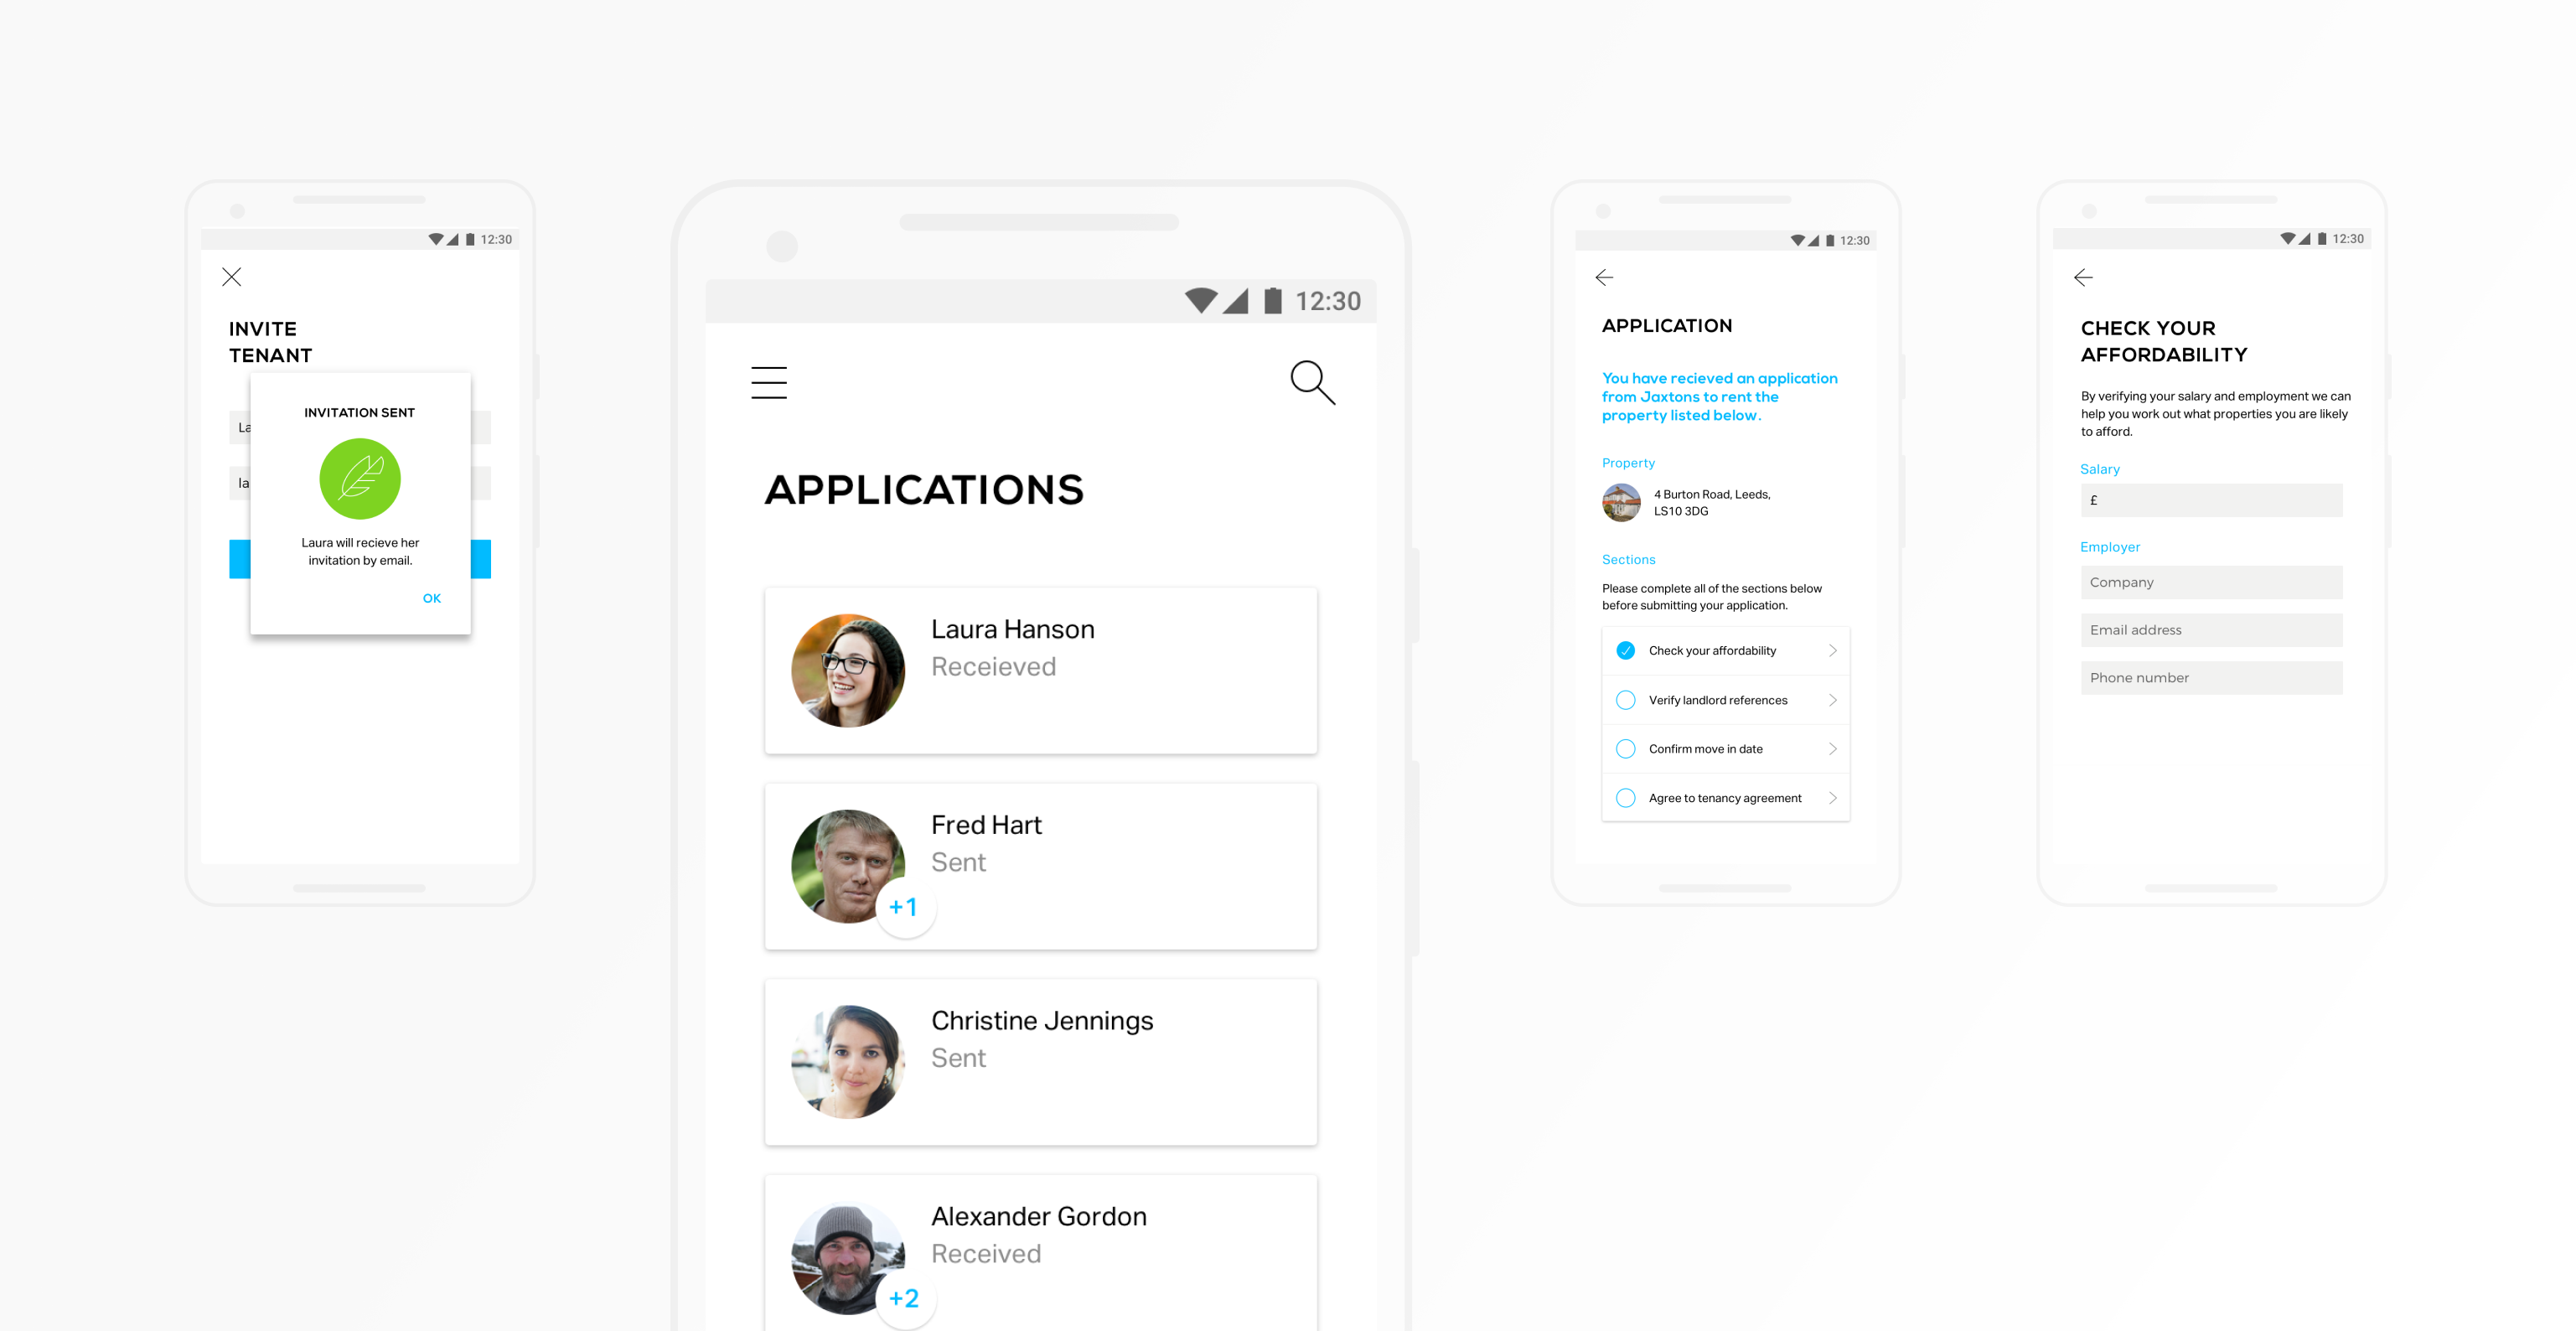 12:30
INVITE
TENANT
La
la
INVITATION SENT
Laura will recieve her
invitation by email.
OK
12:30
APPLICATIONS
Laura Hanson
Receieved
Fred Hart
Sent
+1
Christine Jennings
Sent
Alexander Gordon
Received
+2
12:30
APPLICATION
You have recieved an application
from Jaxtons to rent the
property listed below.
Property
4 Burton Road, Leeds,
LS10 3DG
Sections
Please complete all of the sections below
before submitting your application.
Check your affordability
Verify landlord references
Confirm move in date
Agree to tenancy agreement
12:30
CHECK YOUR
AFFORDABILITY
By verifying your salary and employment we can
help you work out what properties you are likely
to afford.
Salary
£
Employer
Company
Email address
Phone number